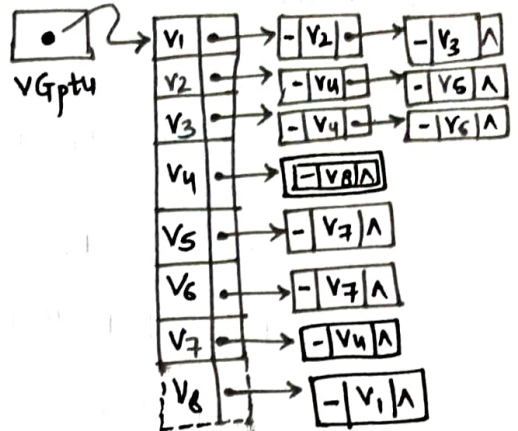 V1 - V2 - V3 ∧
VGptr
V2 - V4 - V5 ∧
V3 - V4 - V6 ∧
V4 - V8 ∧
V5 - V7 ∧
V6 - V7 ∧
V7 - V4 ∧
V8 - V1 ∧